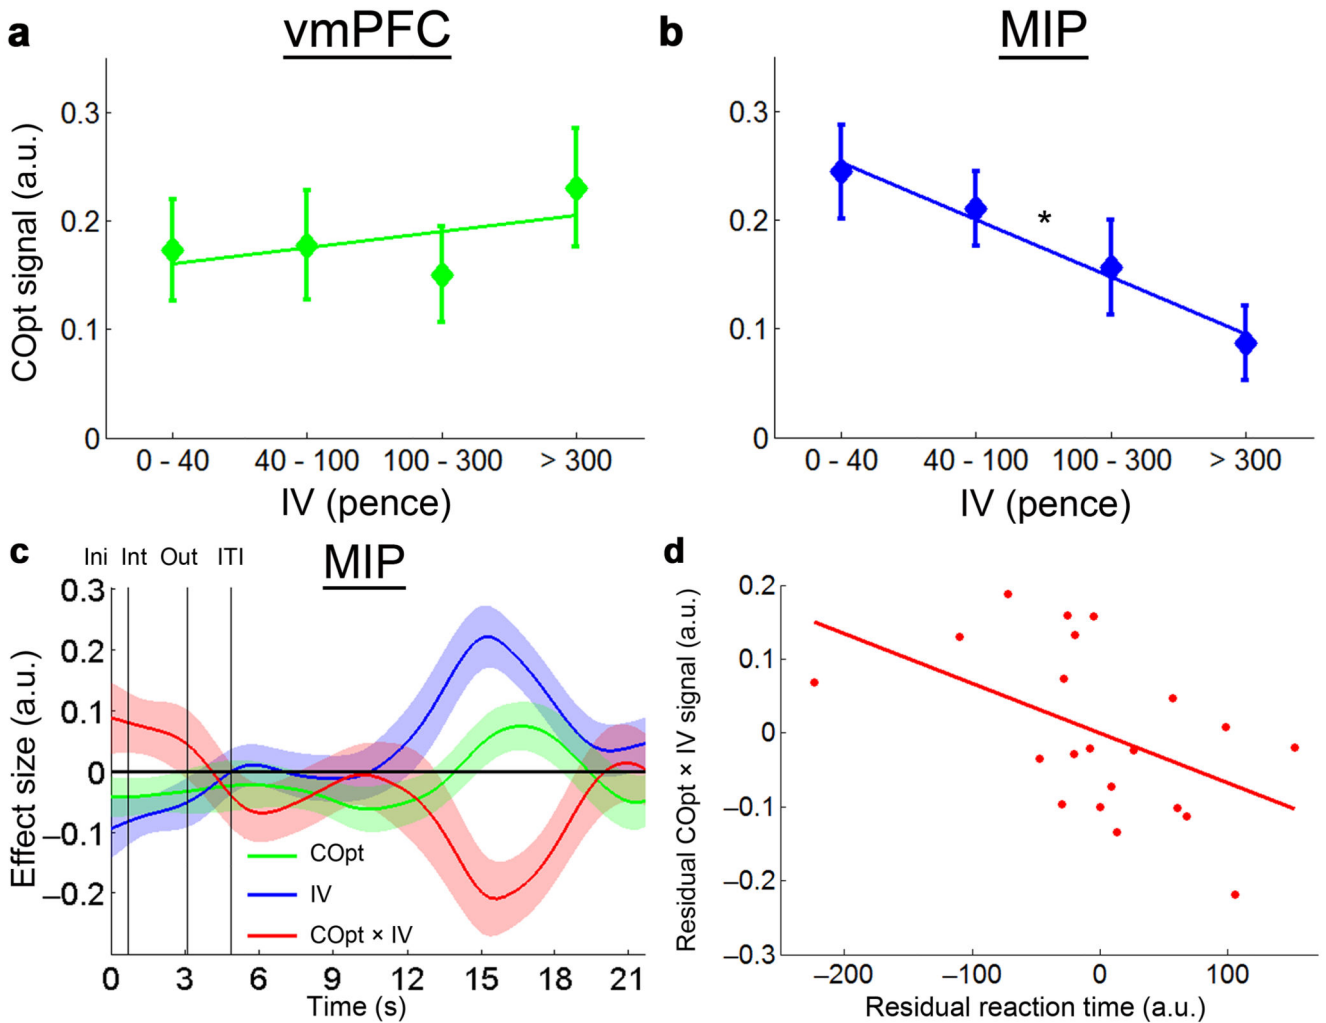 a
vmPFC
COpt signal (a.u.)
0.3
0.2
0.1
0
0 - 40 40 - 100 100 - 300 > 300
IV (pence)
b
MIP
0.3
0.2
0.1
0
0 - 40 40 - 100 100 - 300 > 300
IV (pence)
*
c
MIP
Ini Int Out ITI
Effect size (a.u.)
0.3
0.2
0.1
0
–0.1
–0.2
COpt
IV
COpt × IV
0 3 6 9 12 15 18 21
Time (s)
d
Residual COpt × IV signal (a.u.)
0.2
0.1
0
–0.1
–0.2
–0.3
–200 –100 0 100
Residual reaction time (a.u.)